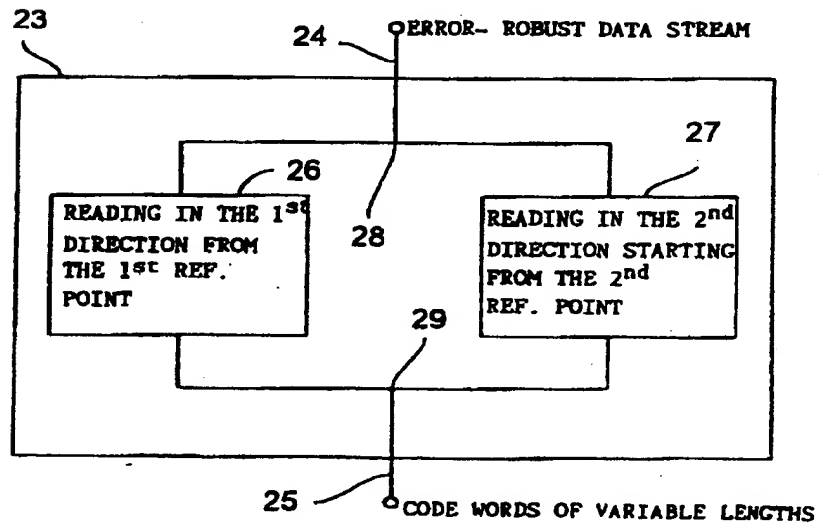 24
ERROR- ROBUST DATA STREAM
23
27
26
READING IN THE 1st
DIRECTION FROM
THE 1st REF.
POINT
28
READING IN THE 2nd
DIRECTION STARTING
FROM THE 2nd
REF. POINT
29
25
CODE WORDS OF VARIABLE LENGTHS